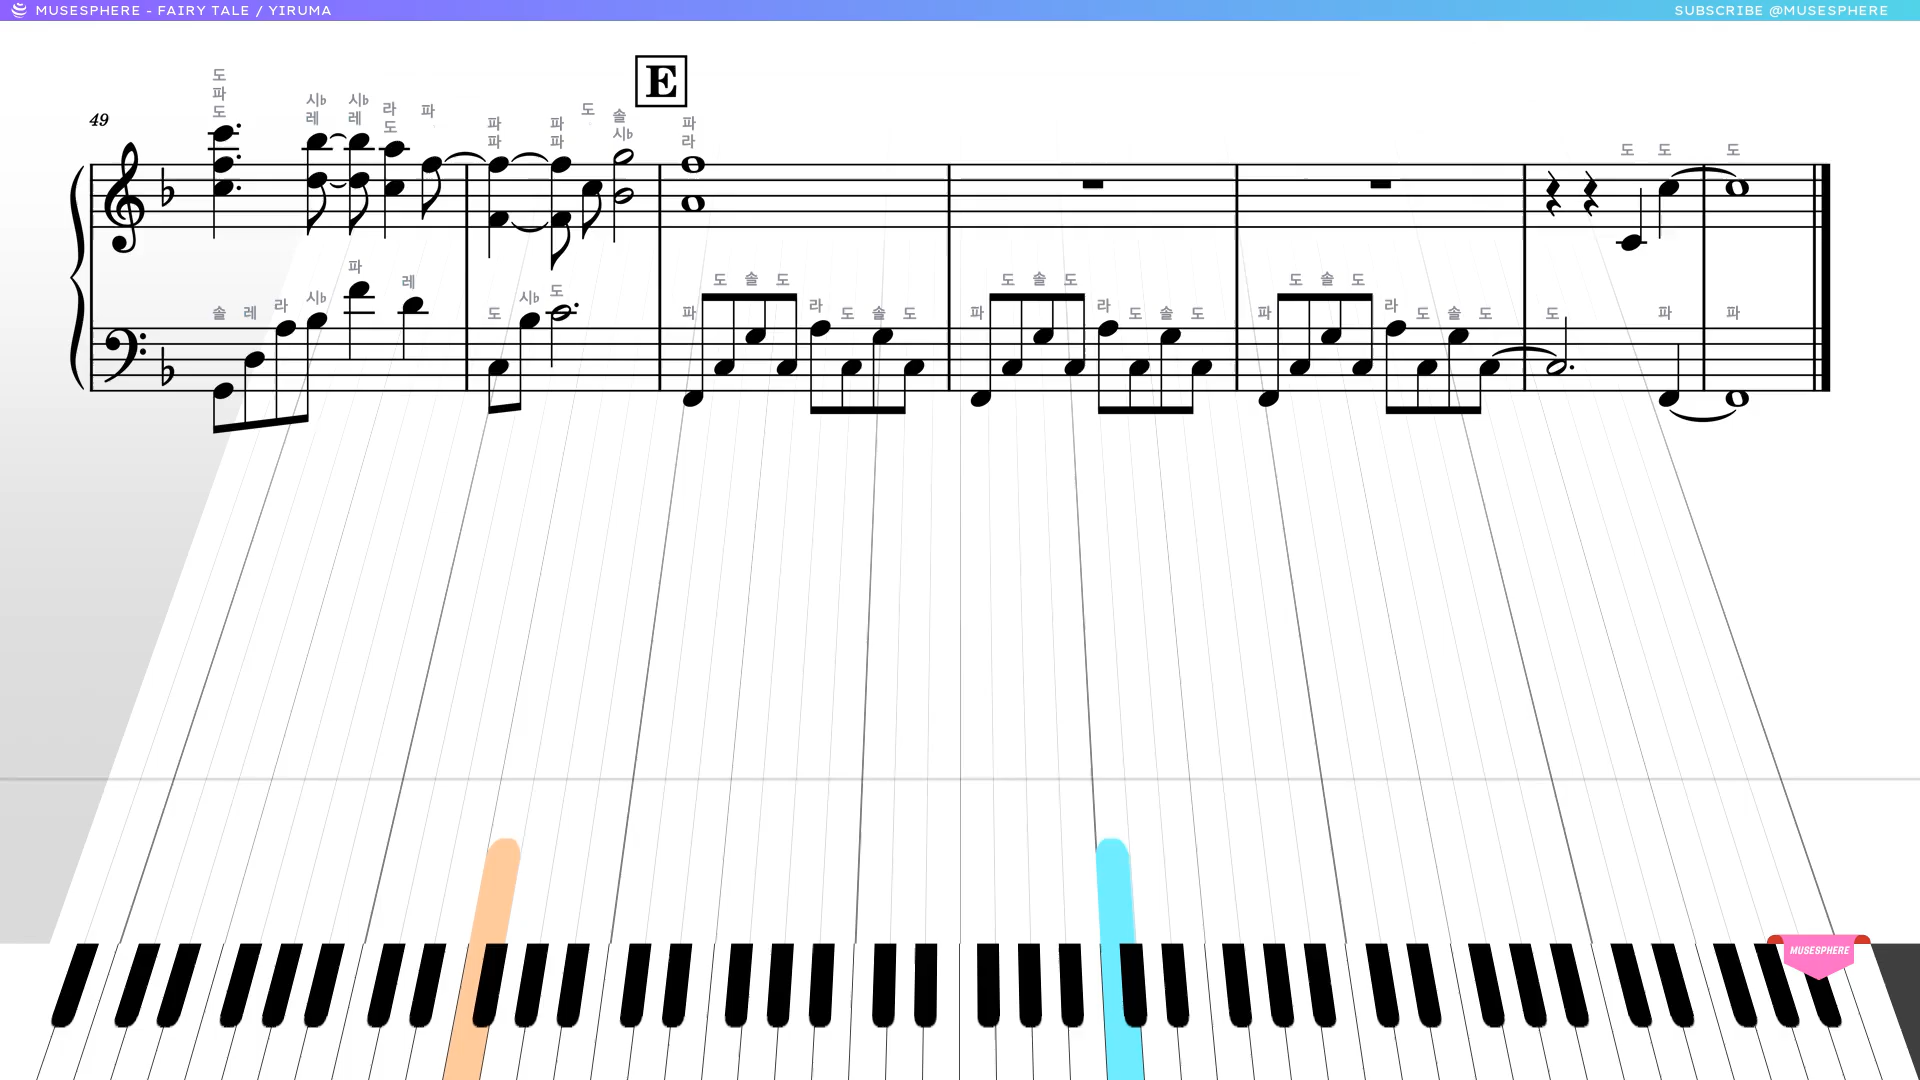 MUSESPHERE - FAIRY TALE / YIRUMA
SUBSCRIBE @MUSESPHERE
E
49
도 시♭ 시♭ 라 파 파 파 도 솔 파 도 도 도
파 레 레 도 파 파 시♭ 라
도
솔 레 라 시♭ 파 레 도 시♭ 도 파 도 솔 도 라 도 솔 도 파 도 솔 도 라 도 솔 도 파 도 솔 도 라 도 솔 도 도 파 파
MUSESPHERE